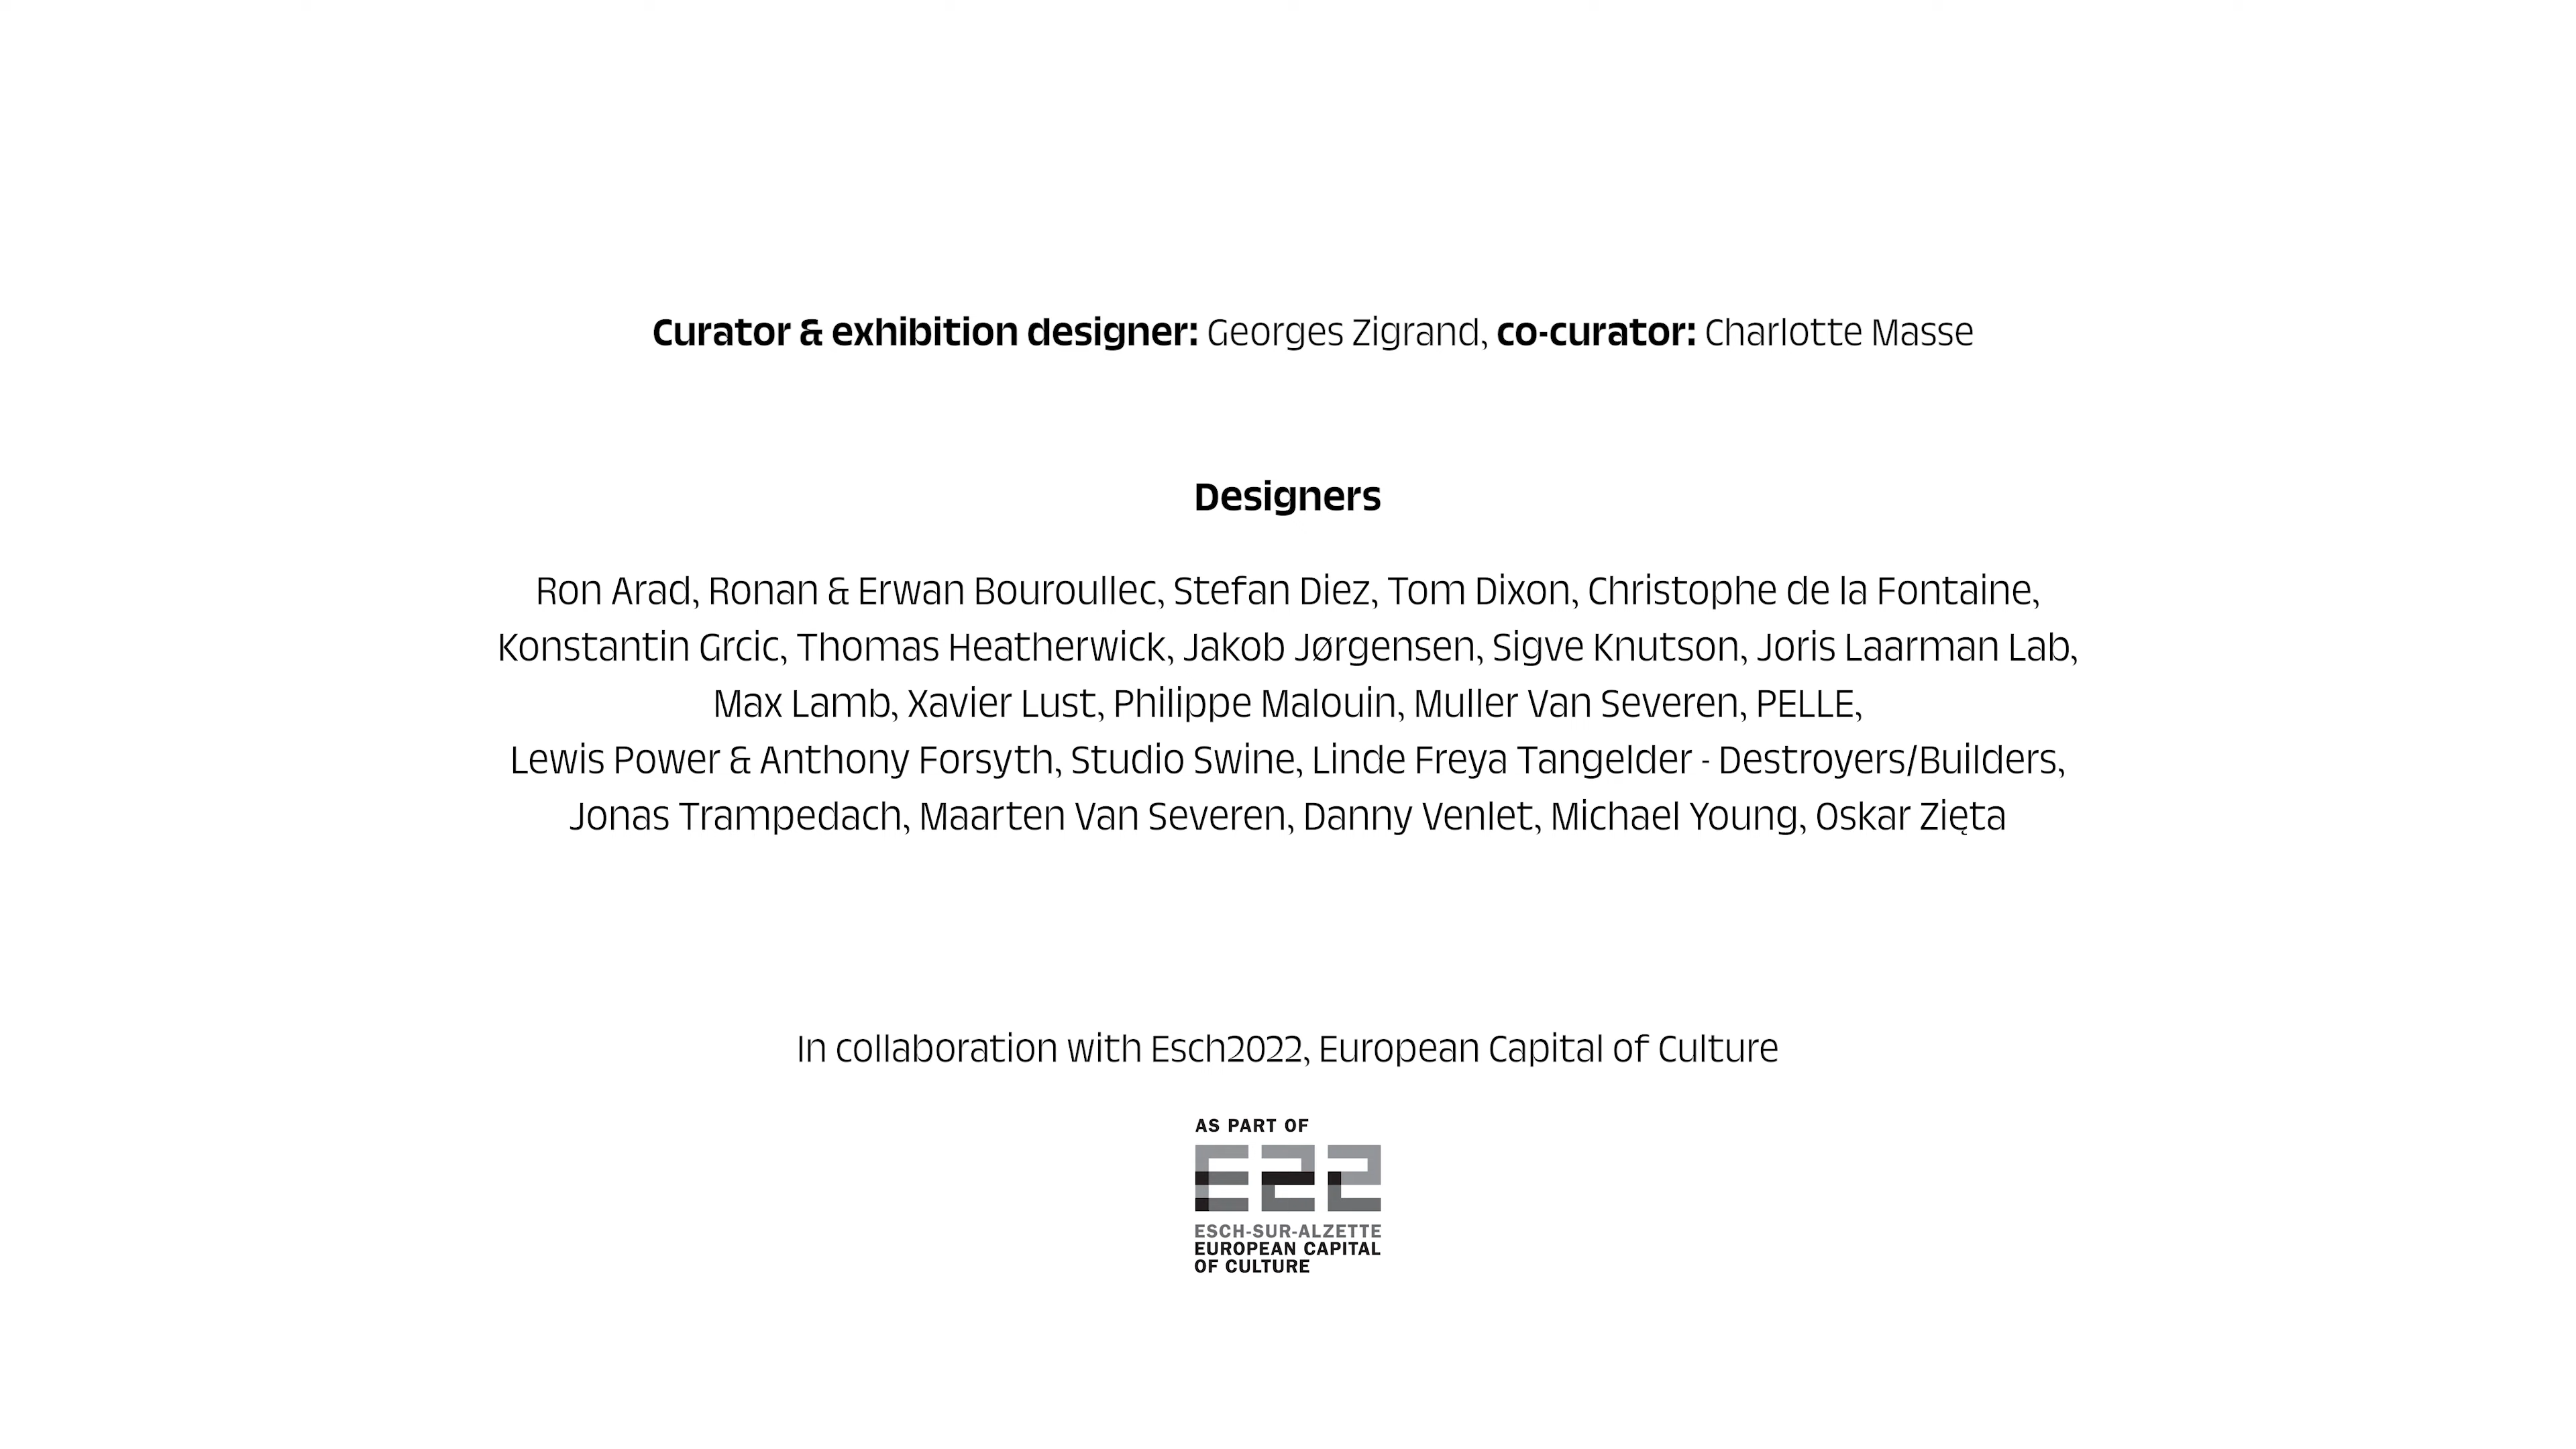 Curator & exhibition designer: Georges Zigrand, co-curator: Charlotte Masse
Designers
Ron Arad, Ronan & Erwan Bouroullec, Stefan Diez, Tom Dixon, Christophe de la Fontaine,
Konstantin Grcic, Thomas Heatherwick, Jakob Jørgensen, Sigve Knutson, Joris Laarman Lab,
Max Lamb, Xavier Lust, Philippe Malouin, Muller Van Severen, PELLE,
Lewis Power & Anthony Forsyth, Studio Swine, Linde Freya Tangelder - Destroyers/Builders,
Jonas Trampedach, Maarten Van Severen, Danny Venlet, Michael Young, Oskar Zięta
In collaboration with Esch2022, European Capital of Culture
AS PART OF
E22
ESCH-SUR-ALZETTE
EUROPEAN CAPITAL
OF CULTURE